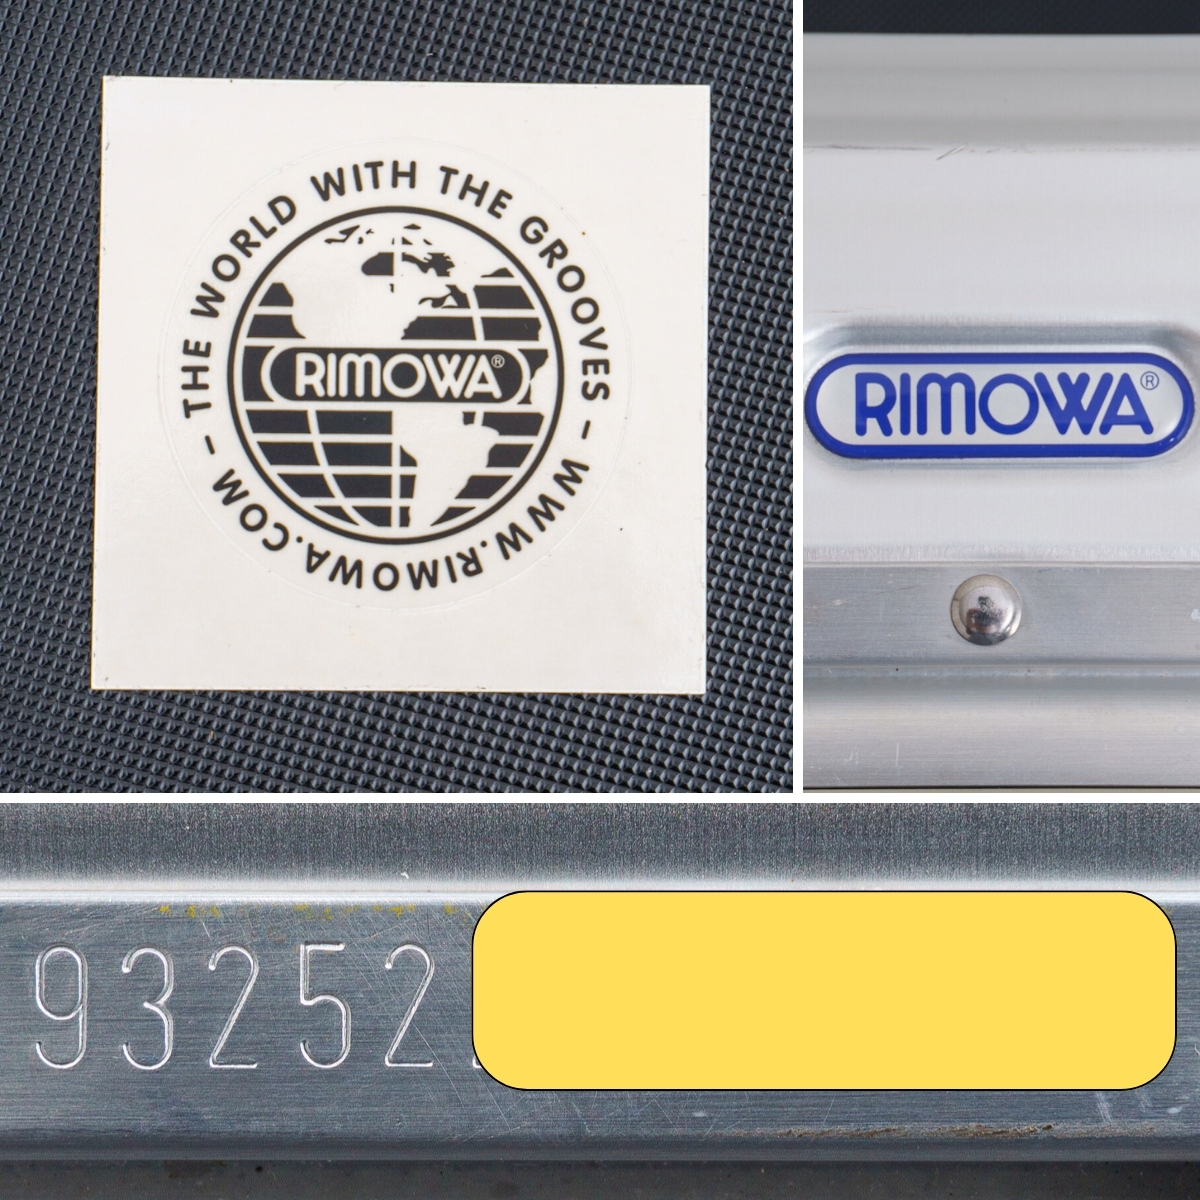 THE WORLD WITH THE GROOVES – WWW.RIMOWA.COM –
RIMOWA®
RIMOWA®
93252